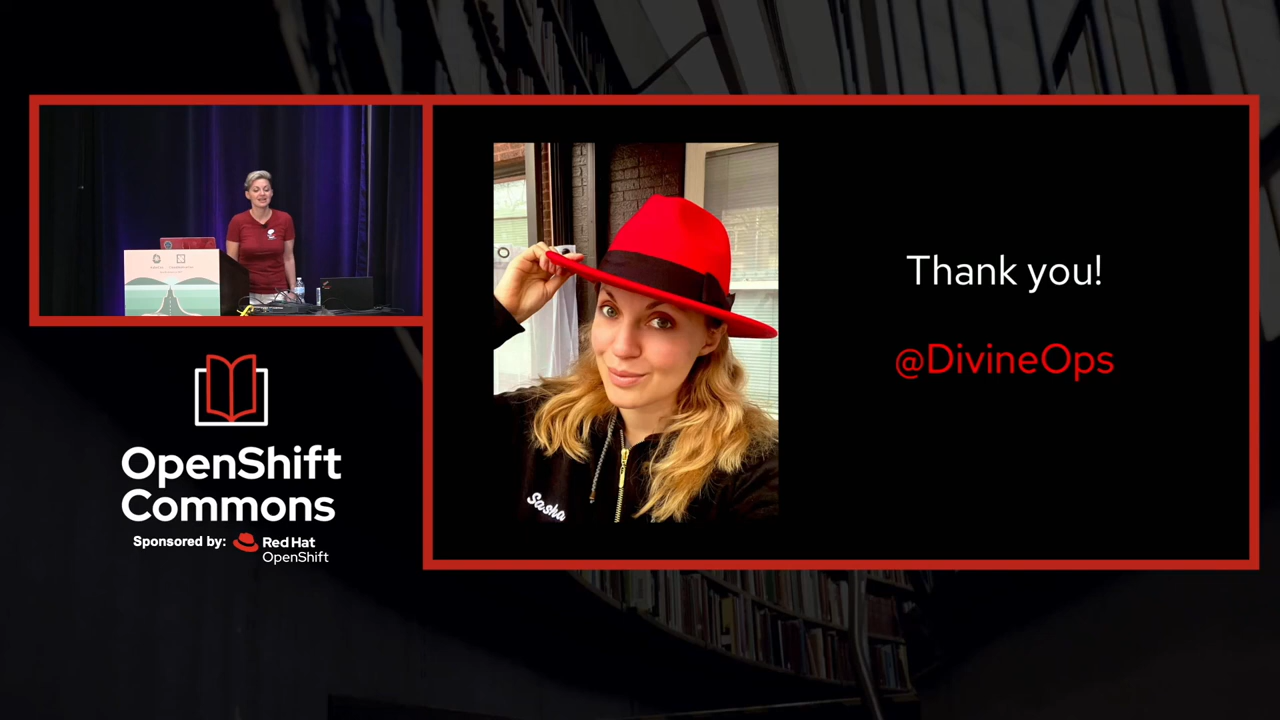 OpenShift
Commons
Sponsored by:
Red Hat
OpenShift
Thank you!
@DivineOps
Sasha